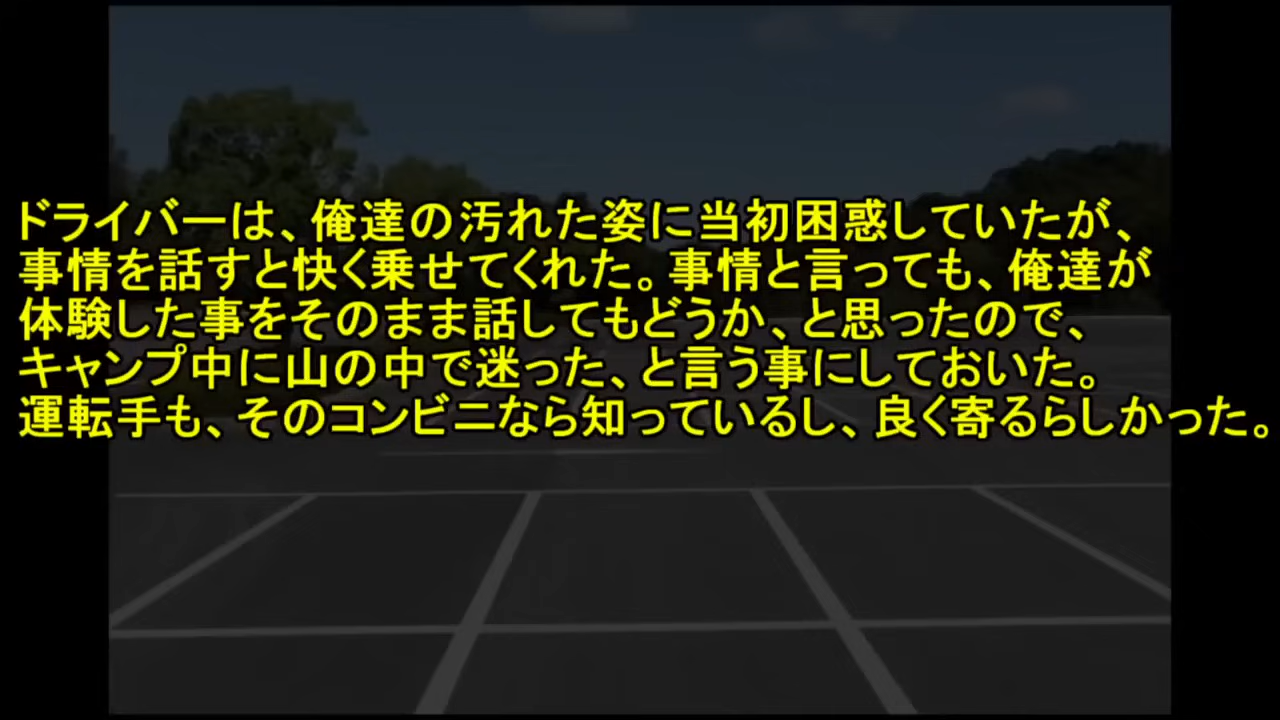 ドライバーは、俺達の汚れた姿に当初困惑していたが、
事情を話すと快く乗せてくれた。事情と言っても、俺達が
体験した事をそのまま話してもどうか、と思ったので、
キャンプ中に山の中で迷った、と言う事にしておいた。
運転手も、そのコンビニなら知っているし、良く寄るらしかった。